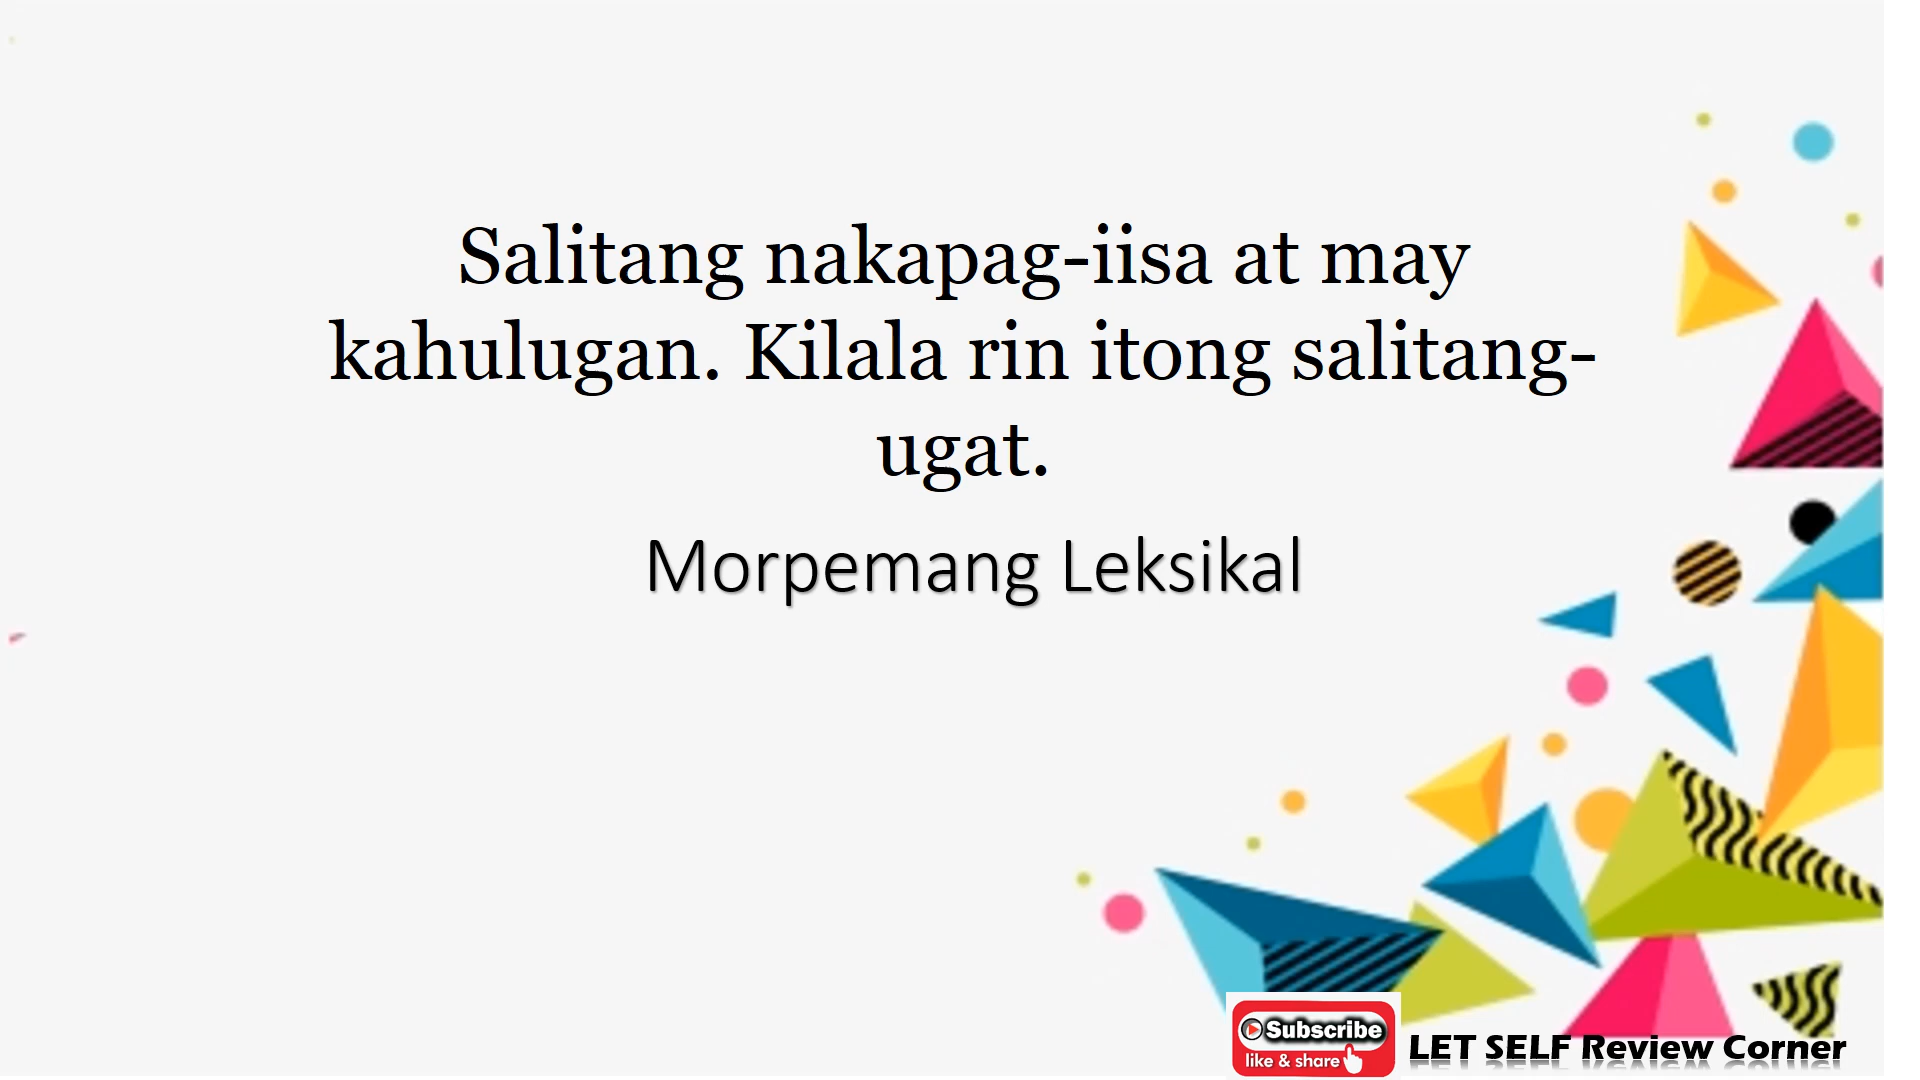 Salitang nakapag-iisa at may
kahulugan. Kilala rin itong salitang-
ugat.
Morpemang Leksikal
Subscribe
like & share
LET SELF Review Corner